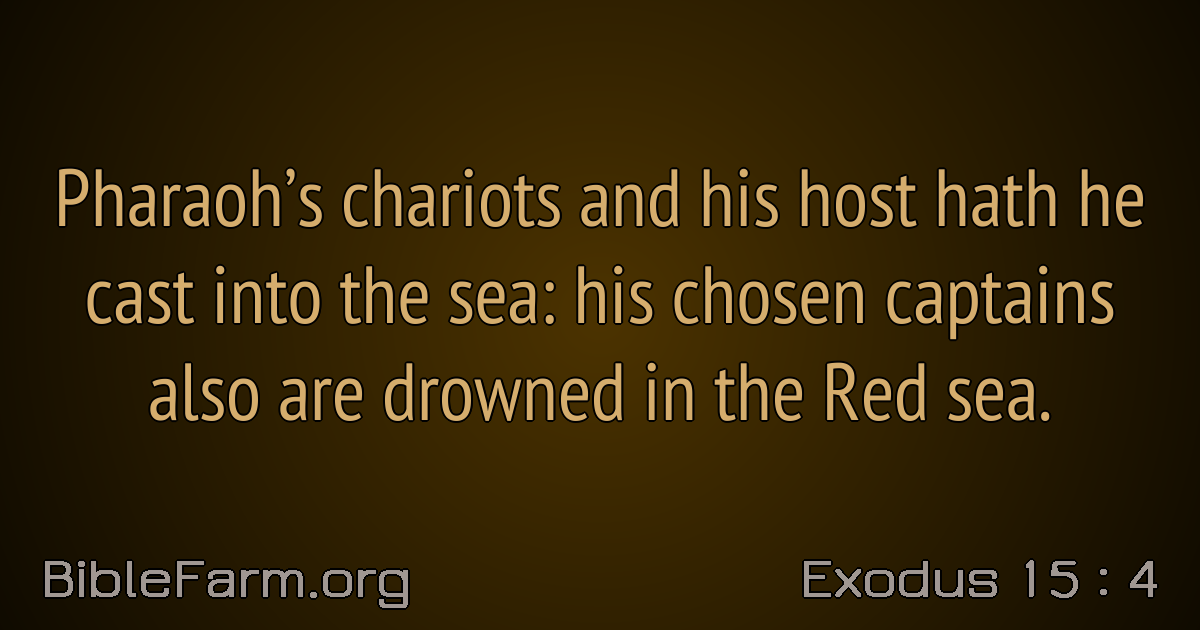 Pharaoh’s chariots and his host hath he
cast into the sea: his chosen captains
also are drowned in the Red sea.
BibleFarm.org
Exodus 15 : 4